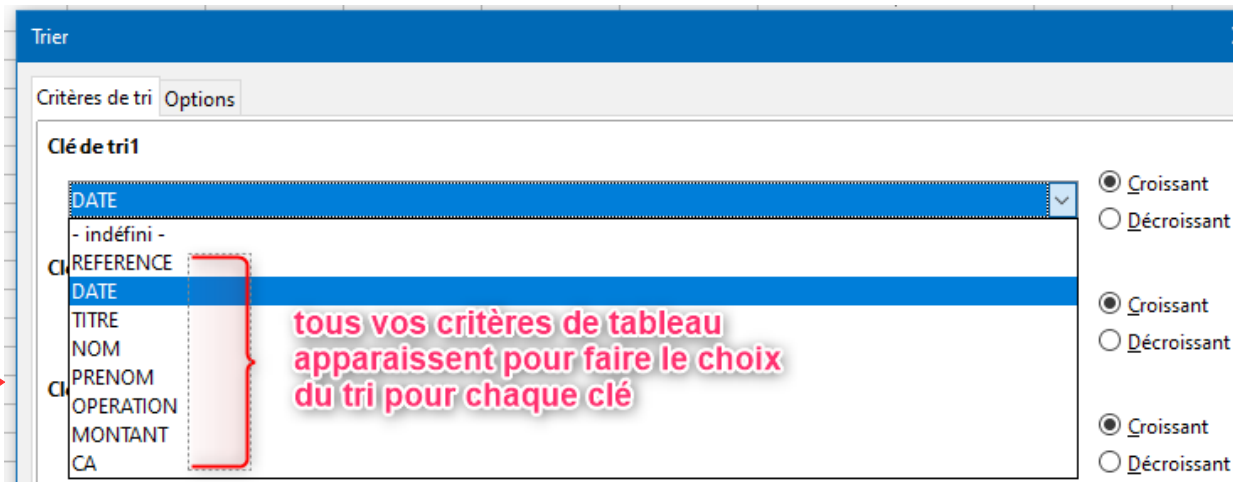 Trier
Critères de tri Options
Clé de tri1
DATE
Croissant
Décroissant
- indéfini -
REFERENCE
DATE
TITRE
NOM
PRENOM
OPERATION
MONTANT
CA
tous vos critères de tableau
apparaissent pour faire le choix
du tri pour chaque clé
Croissant
Décroissant
Croissant
Décroissant